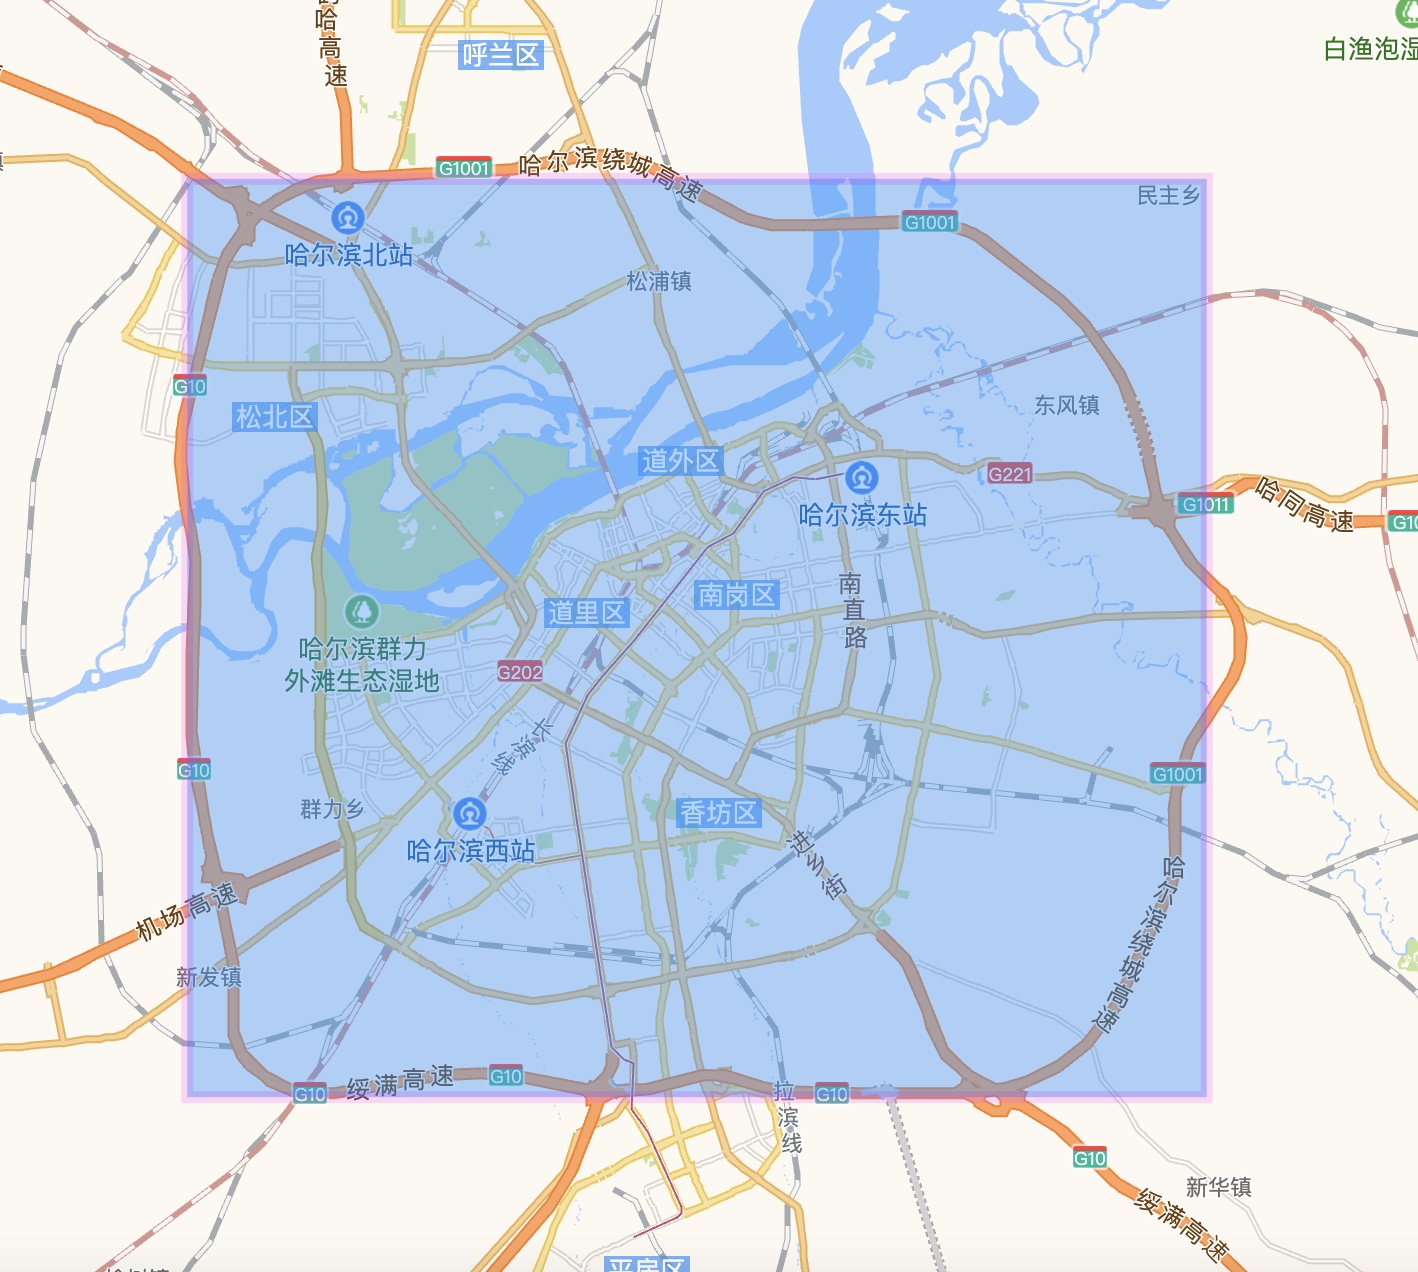 哈高速
呼兰区
白渔泡湿
G1001
哈尔滨绕城高速
民主乡
哈尔滨北站
G1001
松浦镇
G10
松北区
东风镇
道外区
G221
哈尔滨东站
G1011
哈同高速
G10
南岗区
南直路
道里区
哈尔滨群力
外滩生态湿地
G202
长滨线
G10
G1001
群力乡
香坊区
哈尔滨西站
进乡街
哈尔滨绕城高速
机场高速
新发镇
绥满高速
G10
G10
拉滨线
G10
G10
新华镇
绥满高速
平房区